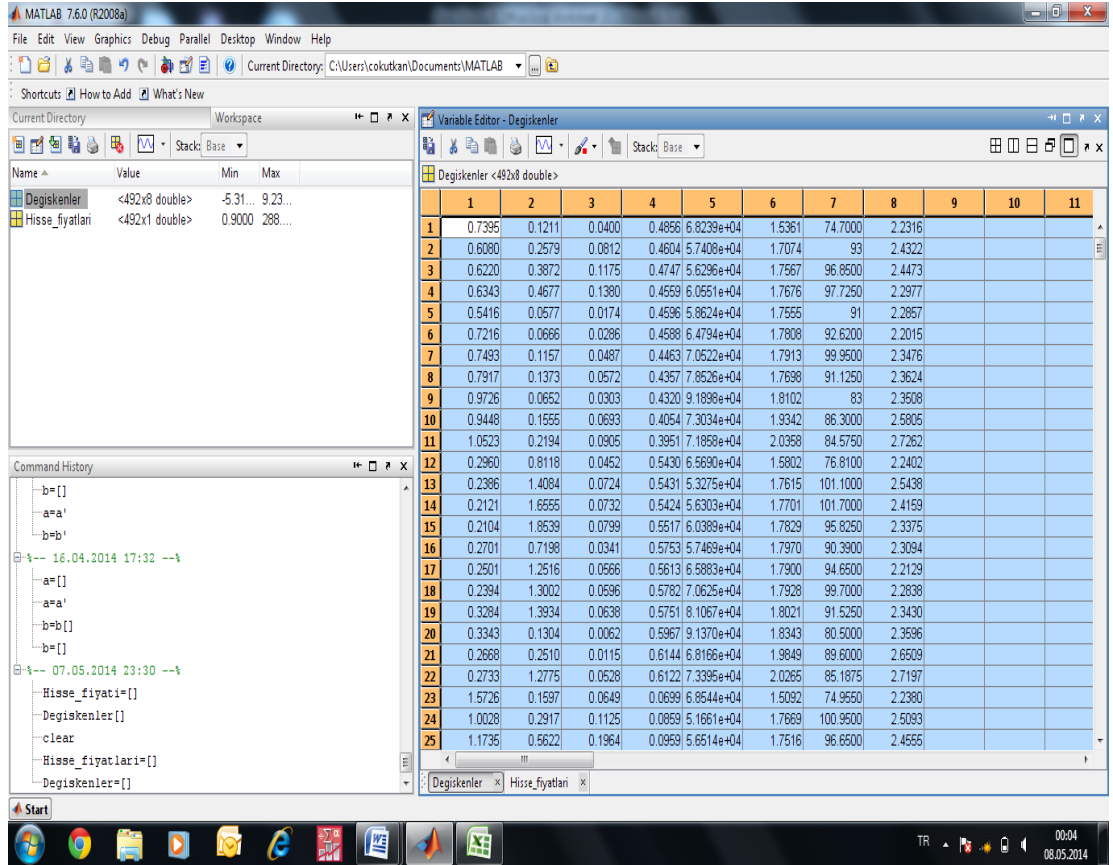 MATLAB 7.6.0 (R2008a)
File Edit View Graphics Debug Parallel Desktop Window Help
Current Directory: C:\Users\cokutkan\Documents\MATLAB
Shortcuts How to Add What's New
Current Directory Workspace
Stack: Base
Name Value Min Max
Degiskenler <492x8 double> -5.31... 9.23...
Hisse_fiyatlari <492x1 double> 0.9000 288....
Command History
b=[]
a=a'
b=b'
%-- 16.04.2014 17:32 --%
a=[]
a=a'
b=b[]
b=[]
%-- 07.05.2014 23:30 --%
Hisse_fiyati=[]
Degiskenler[]
clear
Hisse_fiyatlari=[]
Degiskenler=[]
Variable Editor - Degiskenler
Stack: Base
Degiskenler <492x8 double>
1 2 3 4 5 6 7 8 9 10 11
1 0.7395 0.1211 0.0400 0.4856 6.8239e+04 1.5361 74.7000 2.2316
2 0.6080 0.2579 0.0812 0.4604 5.7408e+04 1.7074 93 2.4322
3 0.6220 0.3872 0.1175 0.4747 5.6296e+04 1.7567 96.8500 2.4473
4 0.6343 0.4677 0.1380 0.4559 6.0551e+04 1.7676 97.7250 2.2977
5 0.5416 0.0577 0.0174 0.4596 5.8624e+04 1.7555 91 2.2857
6 0.7216 0.0666 0.0286 0.4588 6.4794e+04 1.7808 92.6200 2.2015
7 0.7493 0.1157 0.0487 0.4463 7.0522e+04 1.7913 99.9500 2.3476
8 0.7917 0.1373 0.0572 0.4357 7.8526e+04 1.7698 91.1250 2.3624
9 0.9726 0.0652 0.0303 0.4320 9.1898e+04 1.8102 83 2.3508
10 0.9448 0.1555 0.0693 0.4054 7.3034e+04 1.9342 86.3000 2.5805
11 1.0523 0.2194 0.0905 0.3951 7.1858e+04 2.0358 84.5750 2.7262
12 0.2960 0.8118 0.0452 0.5430 6.5690e+04 1.5802 76.8100 2.2402
13 0.2386 1.4084 0.0724 0.5431 5.3275e+04 1.7615 101.1000 2.5438
14 0.2121 1.6555 0.0732 0.5424 5.6303e+04 1.7701 101.7000 2.4159
15 0.2104 1.8539 0.0799 0.5517 6.0389e+04 1.7829 95.8250 2.3375
16 0.2701 0.7198 0.0341 0.5753 5.7469e+04 1.7970 90.3900 2.3094
17 0.2501 1.2516 0.0566 0.5613 6.5883e+04 1.7900 94.6500 2.2129
18 0.2394 1.3002 0.0596 0.5782 7.0625e+04 1.7928 99.7000 2.2838
19 0.3284 1.3934 0.0638 0.5751 8.1067e+04 1.8021 91.5250 2.3430
20 0.3343 0.1304 0.0062 0.5967 9.1370e+04 1.8343 80.5000 2.3596
21 0.2668 0.2510 0.0115 0.6144 6.8166e+04 1.9849 89.6000 2.6509
22 0.2733 1.2775 0.0528 0.6122 7.3395e+04 2.0265 85.1875 2.7197
23 1.5726 0.1597 0.0649 0.0699 6.8544e+04 1.5092 74.9550 2.2380
24 1.0028 0.2917 0.1125 0.0859 5.1661e+04 1.7669 100.9500 2.5093
25 1.1735 0.5622 0.1964 0.0959 5.6514e+04 1.7516 96.6500 2.4555
Degiskenler Hisse_fiyatlari
Start
TR 00:04
08.05.2014